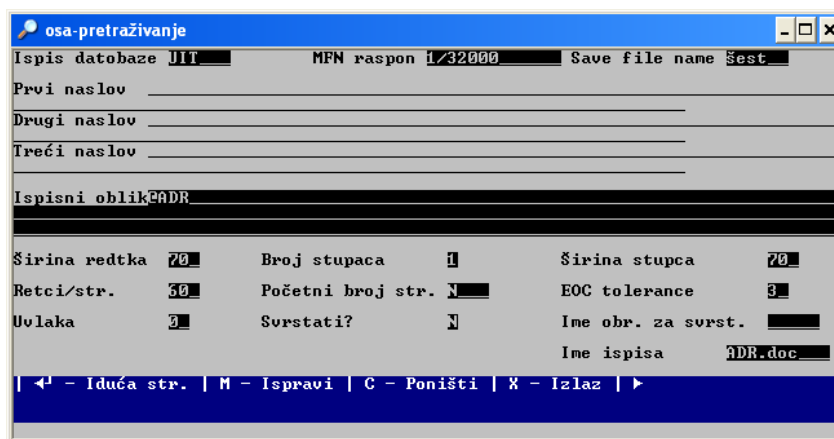 osa-pretraživanje
Ispis datobaze UIT MFN raspon 1/32000 Save file name šest
Prvi naslov
Drugi naslov
Treći naslov
Ispisni oblik @ADR
Širina redtka 70 Broj stupaca 1 Širina stupca 70
Retci/str. 60 Početni broj str. N EOC tolerance 3
Uvlaka 0 Svrstati? N Ime obr. za svrst.
Ime ispisa ADR.doc
| ◄┘ - Iduća str. | M - Ispravi | C - Poništi | X - Izlaz | ►